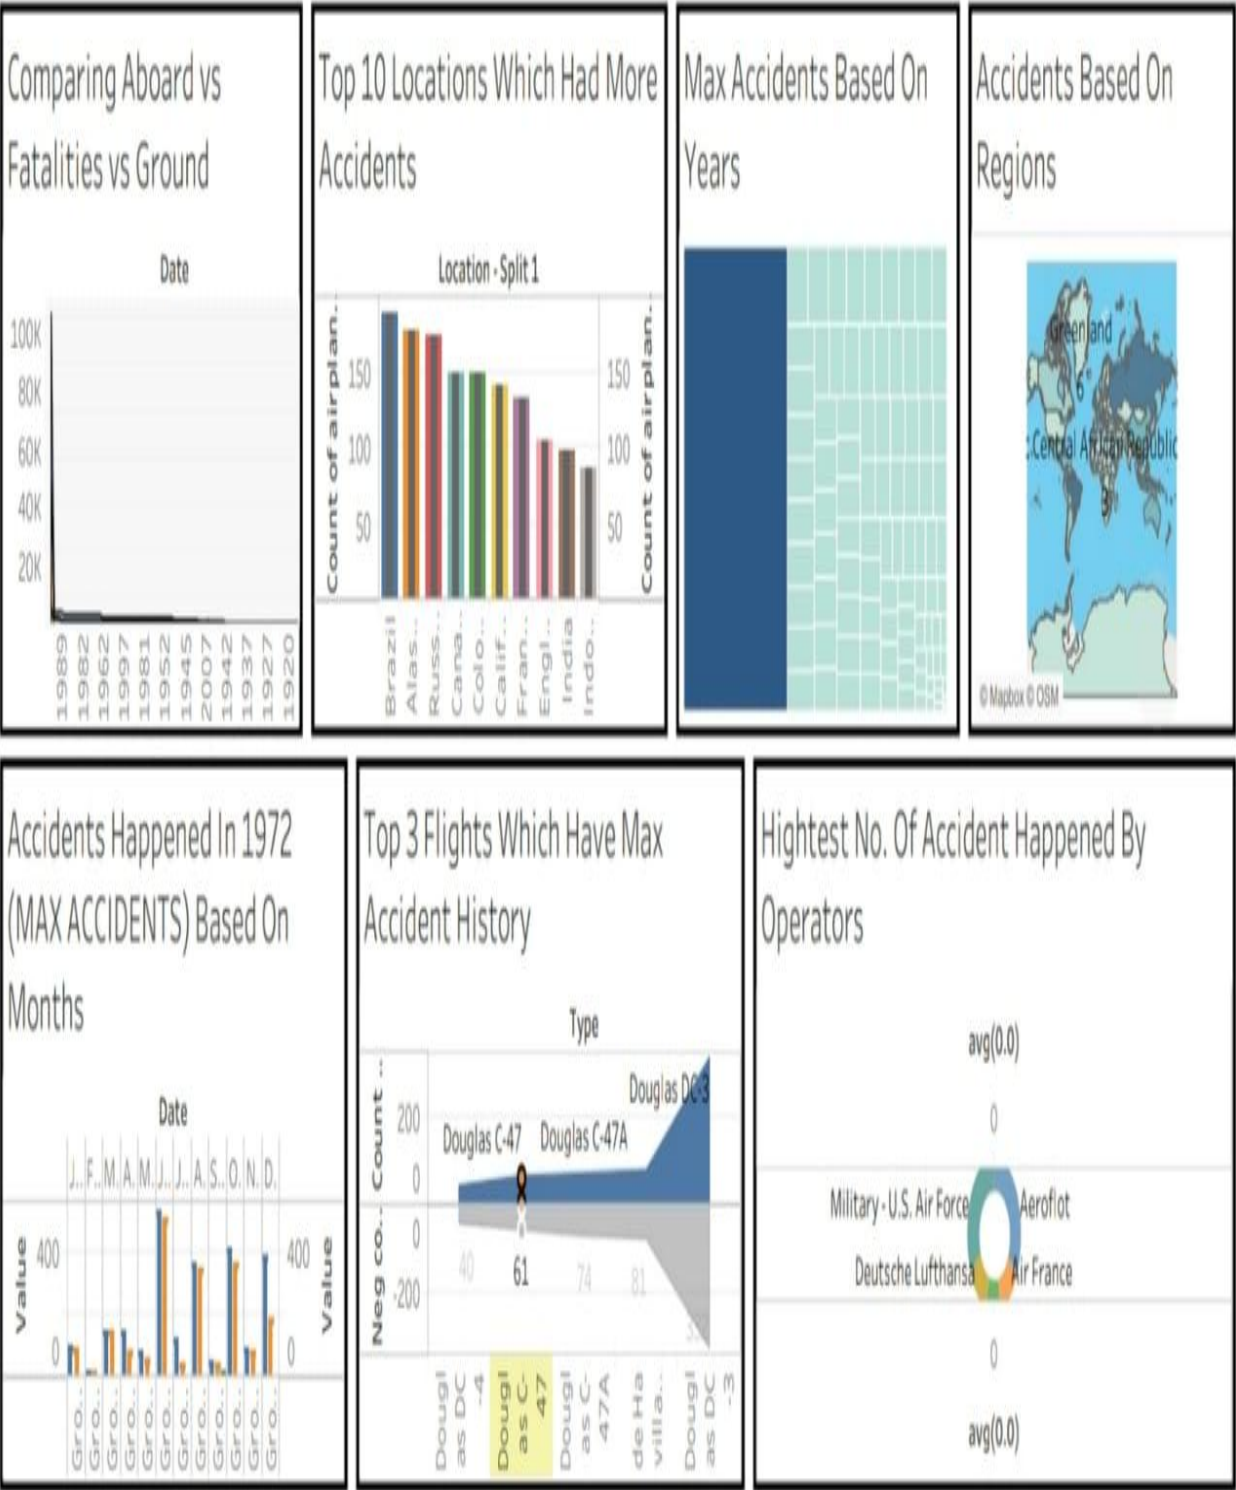 Comparing Aboard vs
Fatalities vs Ground
Date
100K
80K
60K
40K
20K
1989
1982
1962
1997
1981
1952
1945
2007
1942
1937
1927
1920
Top 10 Locations Which Had More
Accidents
Location - Split 1
Count of airplan..
150
100
50
150
100
50
Count of airplan..
Brazil
Alas..
Russ..
Cana..
Colo..
Calif..
Fran..
Engl..
India
Indo..
Max Accidents Based On
Years
Accidents Based On
Regions
Greenland
Central African Republic
© Mapbox © OSM
Accidents Happened In 1972
(MAX ACCIDENTS) Based On
Months
Date
J.. F.. M. A. M. J.. J.. A. S.. O. N. D.
Value
400
0
400
0
Value
Gro..
Gro..
Gro..
Gro..
Gro..
Gro..
Gro..
Gro..
Gro..
Gro..
Gro..
Gro..
Top 3 Flights Which Have Max
Accident History
Type
Count ..
200
0
Douglas C-47
Douglas C-47A
Douglas DC-3
Neg co..
0
-200
40
61
74
81
Dougl
as DC
-4
Dougl
as C-
47
Dougl
as C-
47A
de Ha
villa..
Dougl
as DC
-3
Hightest No. Of Accident Happened By
Operators
avg(0.0)
0
Military - U.S. Air Force
Aeroflot
Deutsche Lufthansa
Air France
0
avg(0.0)